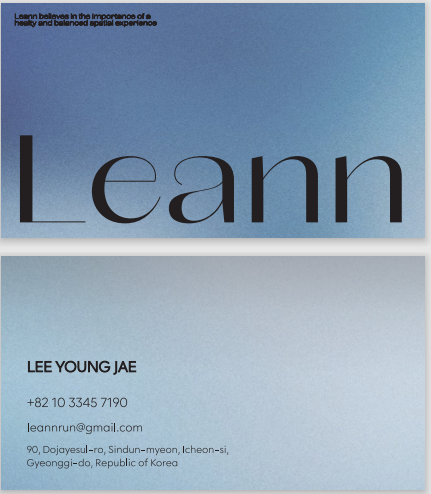 Leann believes in the importance of a
healty and balanced spatial experience
Leann
LEE YOUNG JAE
+82 10 3345 7190
leannrun@gmail.com
90, Dojayesul-ro, Sindun-myeon, Icheon-si,
Gyeonggi-do, Republic of Korea